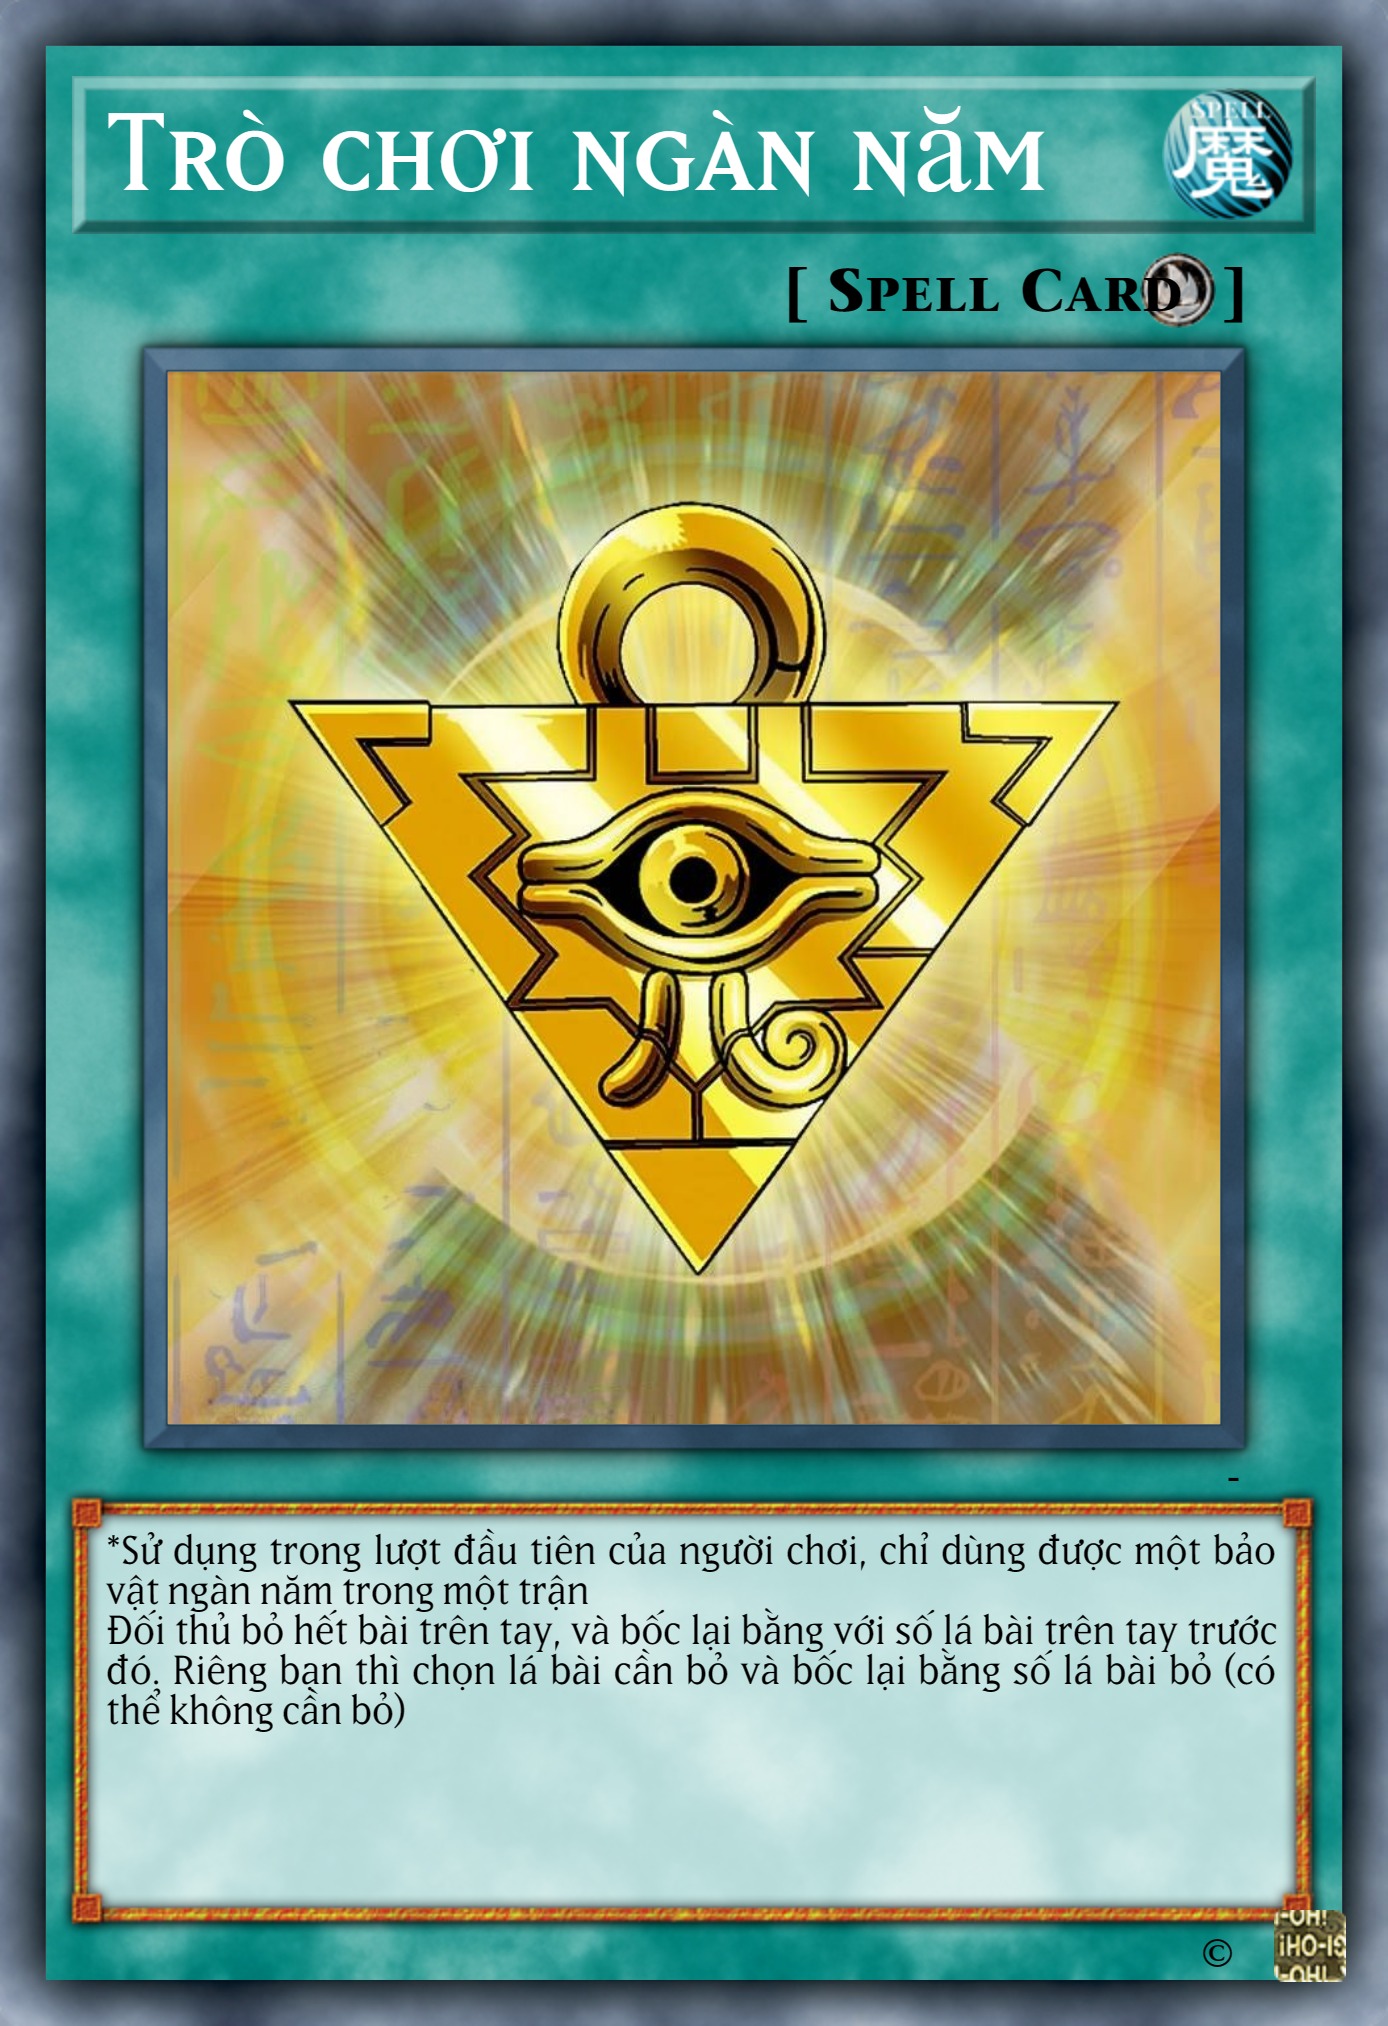 Trò chơi ngàn năm
SPELL
魔
[ Spell Card ]
-
*Sử dụng trong lượt đầu tiên của người chơi, chỉ dùng được một bảo
vật ngàn năm trong một trận
Đối thủ bỏ hết bài trên tay, và bốc lại bằng với số lá bài trên tay trước
đó. Riêng bạn thì chọn lá bài cần bỏ và bốc lại bằng số lá bài bỏ (có
thể không cần bỏ)
©